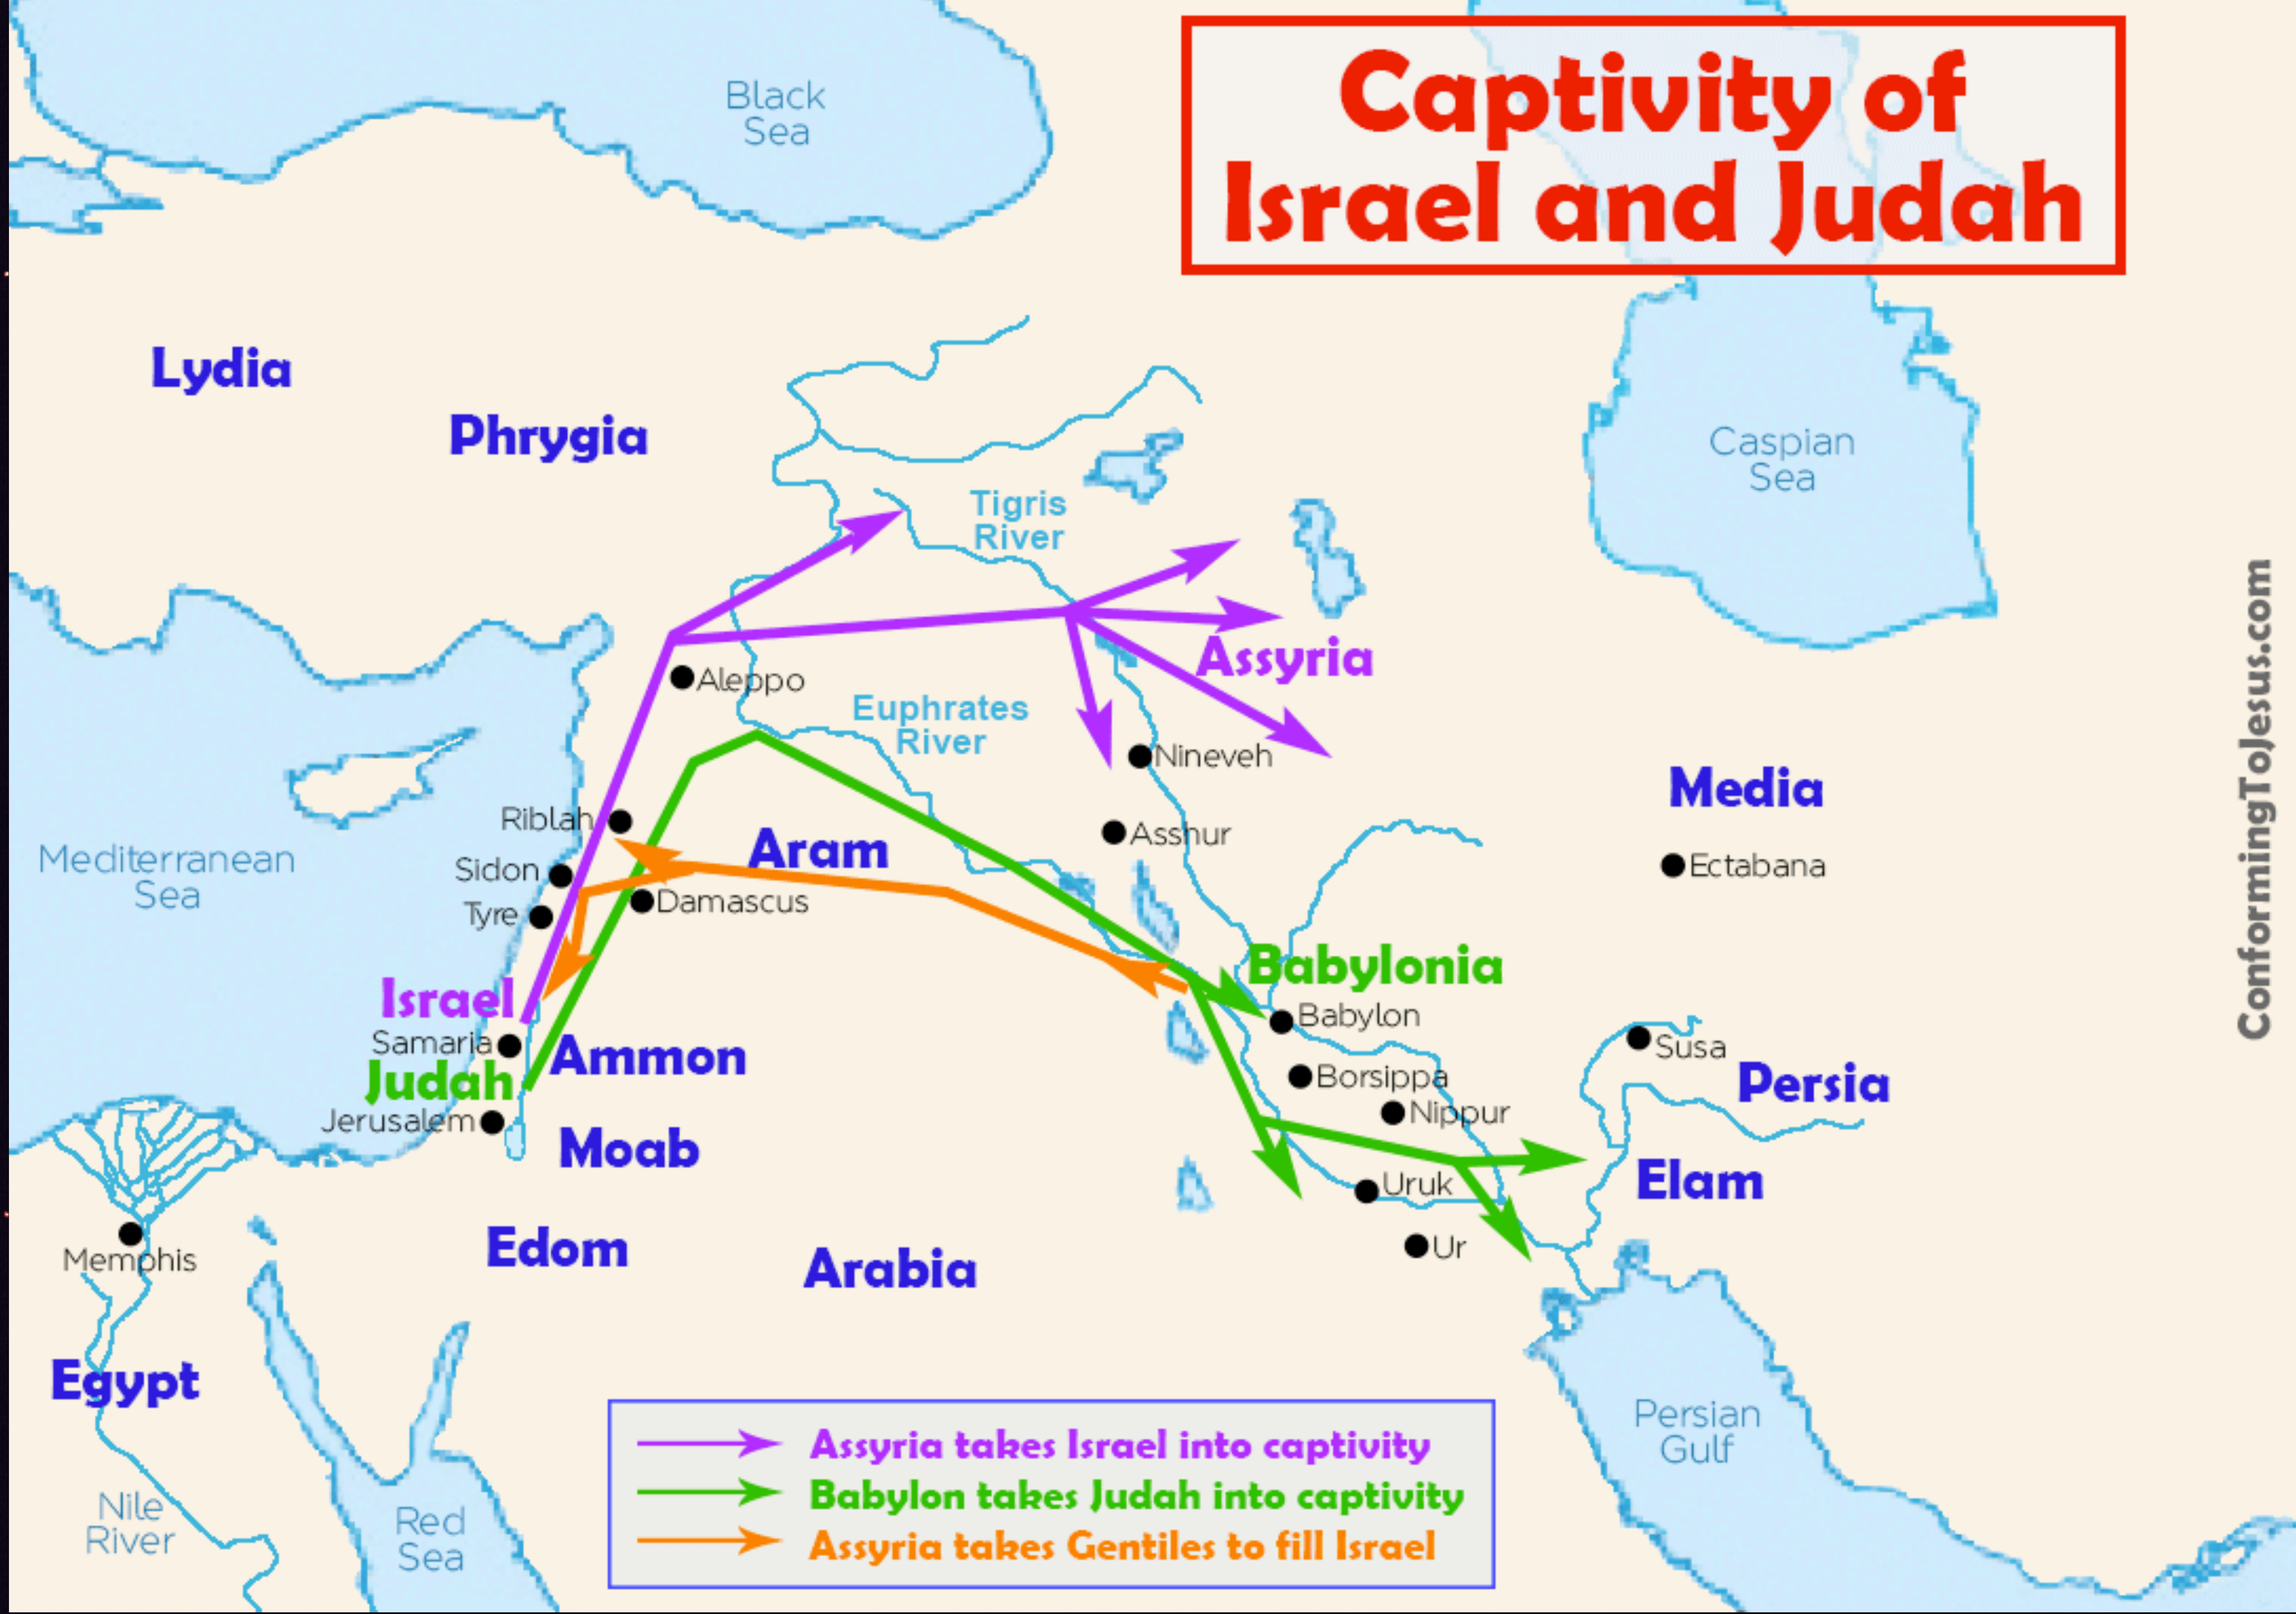 Captivity of
Israel and Judah
Black
Sea
Lydia
Phrygia
Caspian
Sea
Tigris
River
Assyria
Aleppo
Euphrates
River
Nineveh
Media
Riblah
Asshur
Aram
Mediterranean
Sea
Sidon
Ectabana
Tyre
Damascus
ConformingToJesus.com
Israel
Babylonia
Samaria
Babylon
Judah
Ammon
Susa
Borsippa
Persia
Jerusalem
Nippur
Moab
Elam
Uruk
Memphis
Edom
Ur
Arabia
Egypt
Persian
Gulf
Nile
River
Red
Sea
Assyria takes Israel into captivity
Babylon takes Judah into captivity
Assyria takes Gentiles to fill Israel